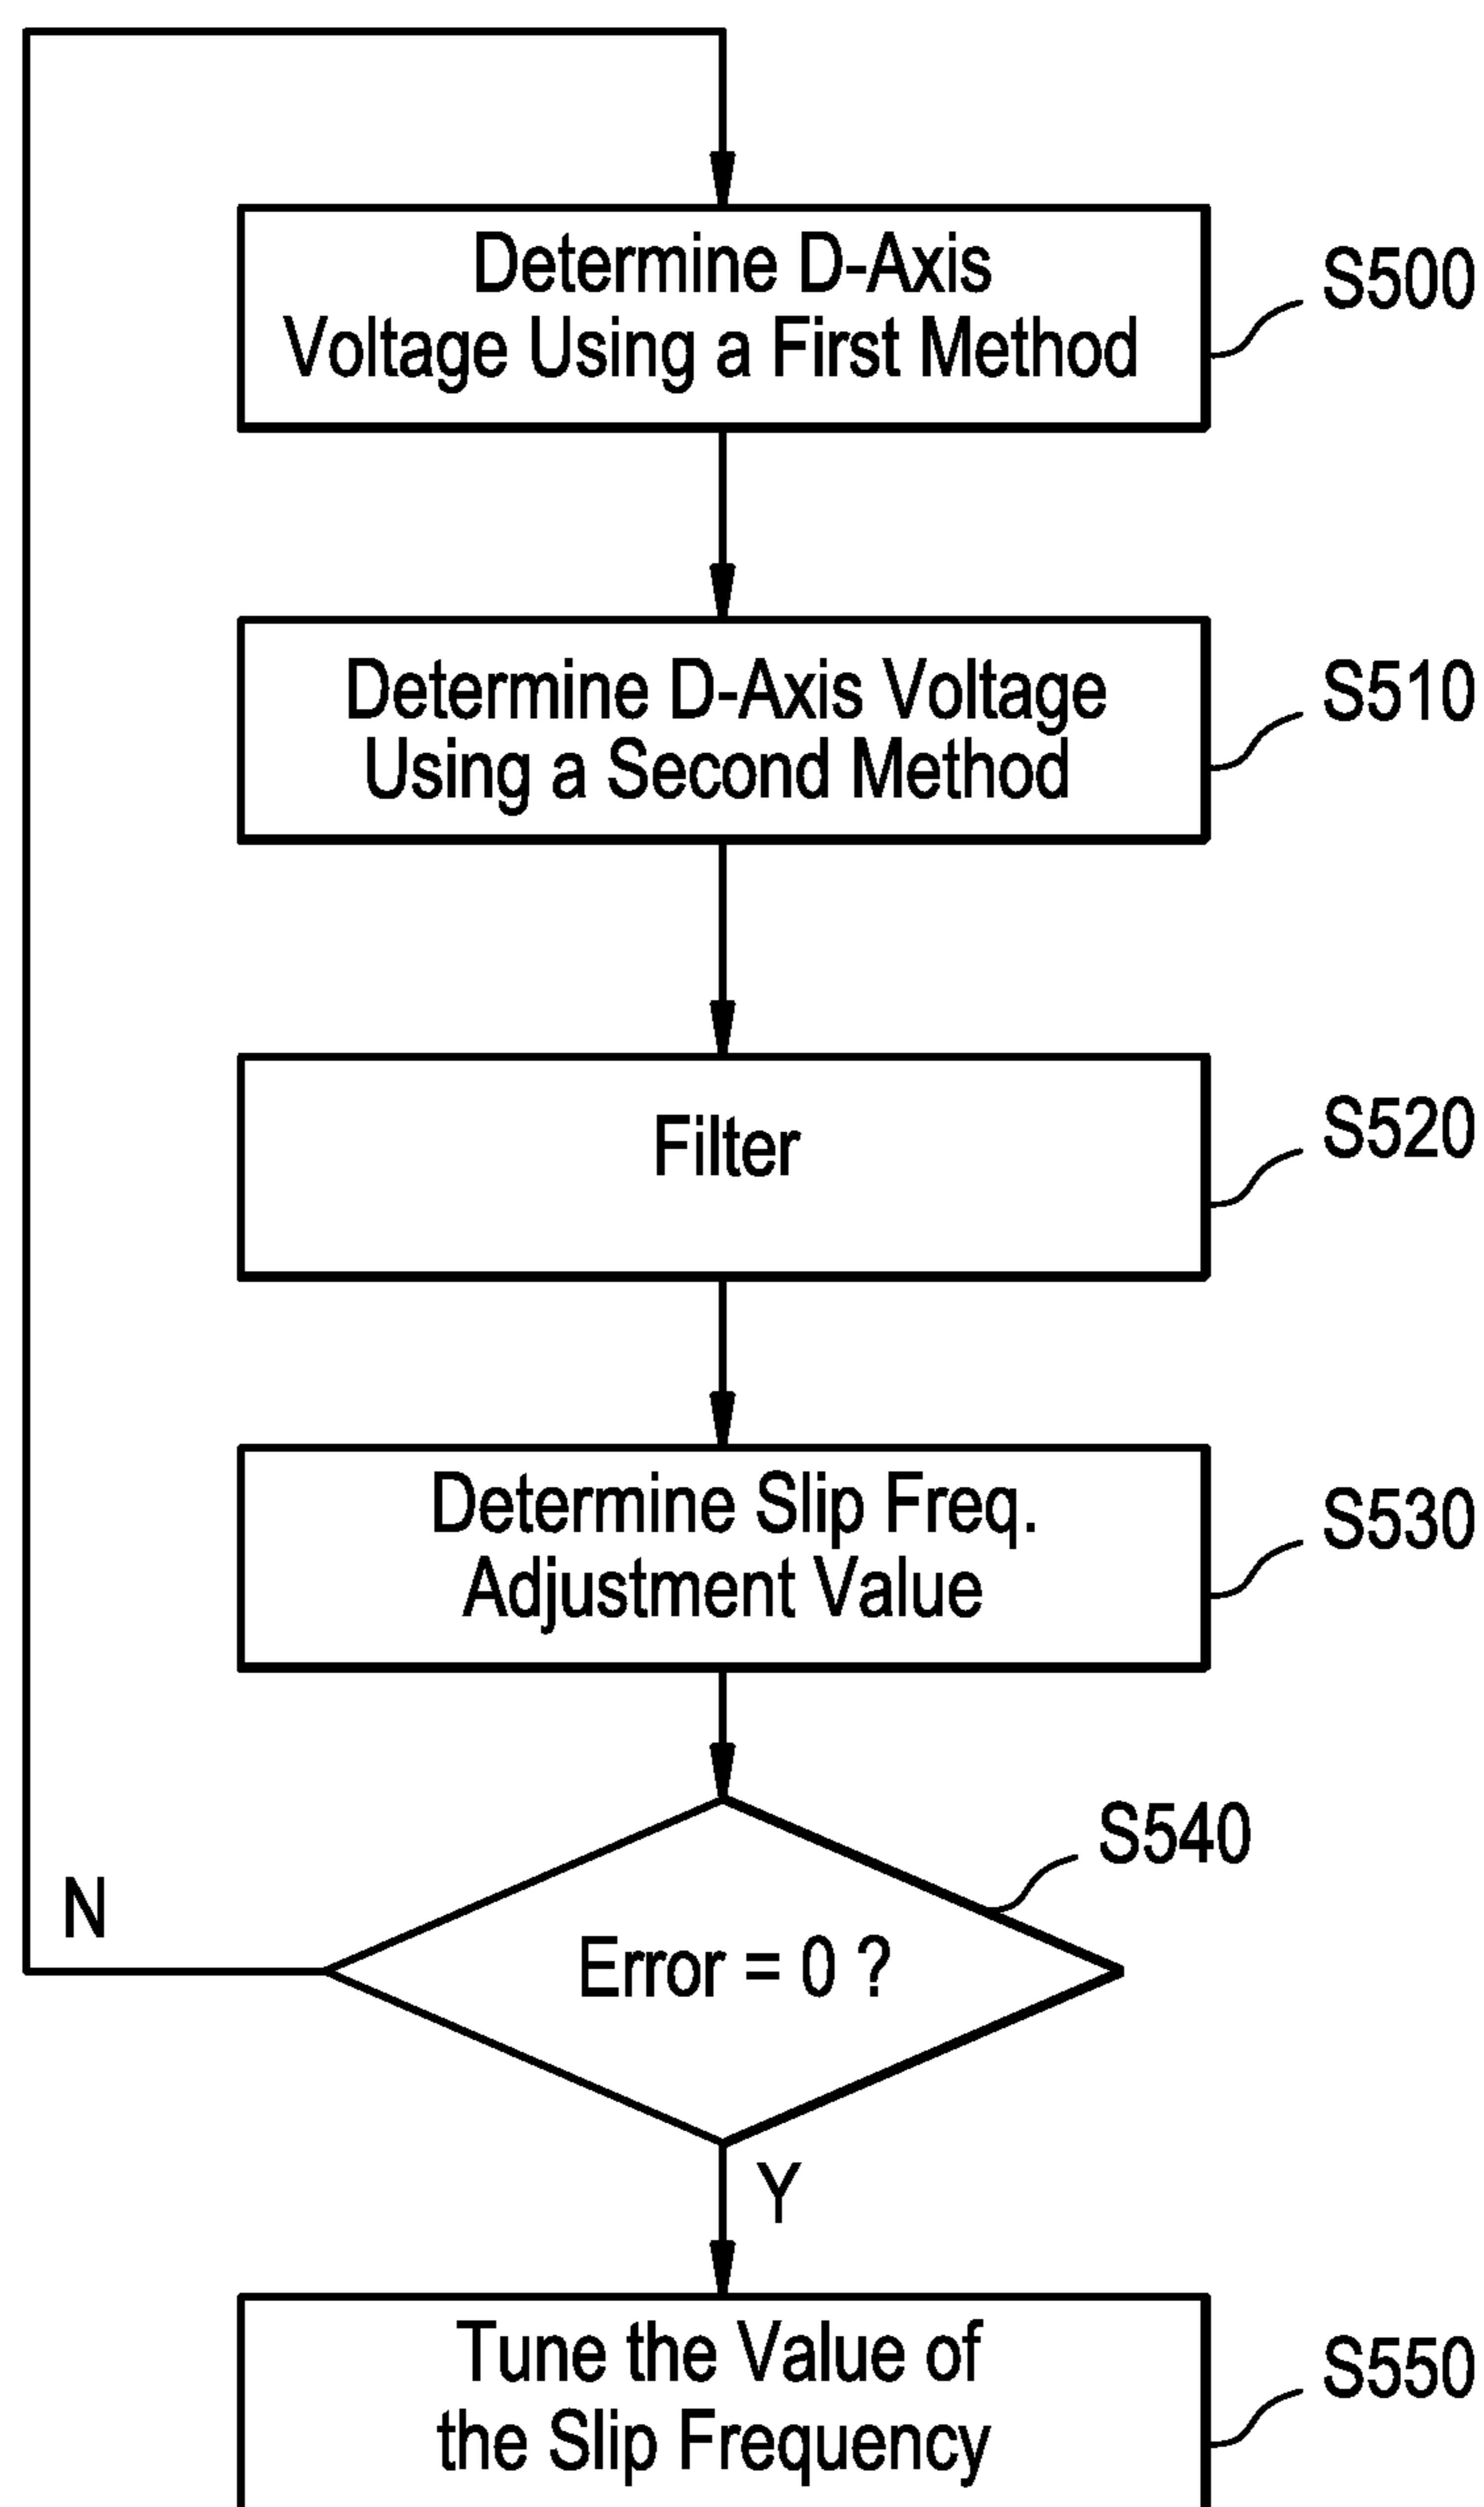 Determine D-Axis
Voltage Using a First Method
S500
Determine D-Axis Voltage
Using a Second Method
S510
Filter
S520
Determine Slip Freq.
Adjustment Value
S530
S540
Error = 0 ?
N
Y
Tune the Value of
the Slip Frequency
S550